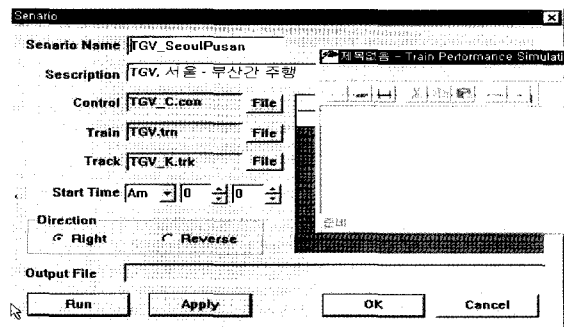 Senario
Senario Name TGV_SeoulPusan
Sescription TGV, 서울 - 부산간 주행
제목없음 - Train Performance Simulati
Control TGV_C.con File
Train TGV.trn File
Track TGV_K.trk File
Start Time Am 0 0
준비
Direction
Right Reverse
Output File
Run Apply OK Cancel